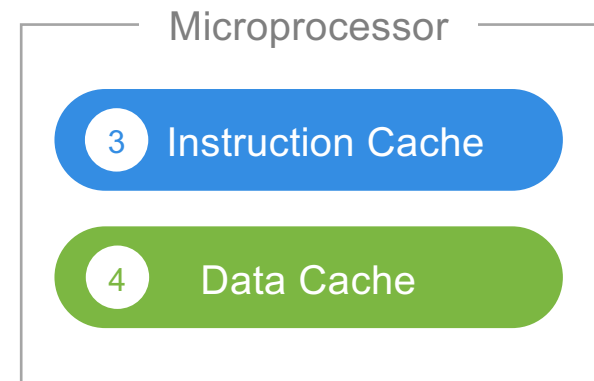 Microprocessor
3 Instruction Cache
4 Data Cache